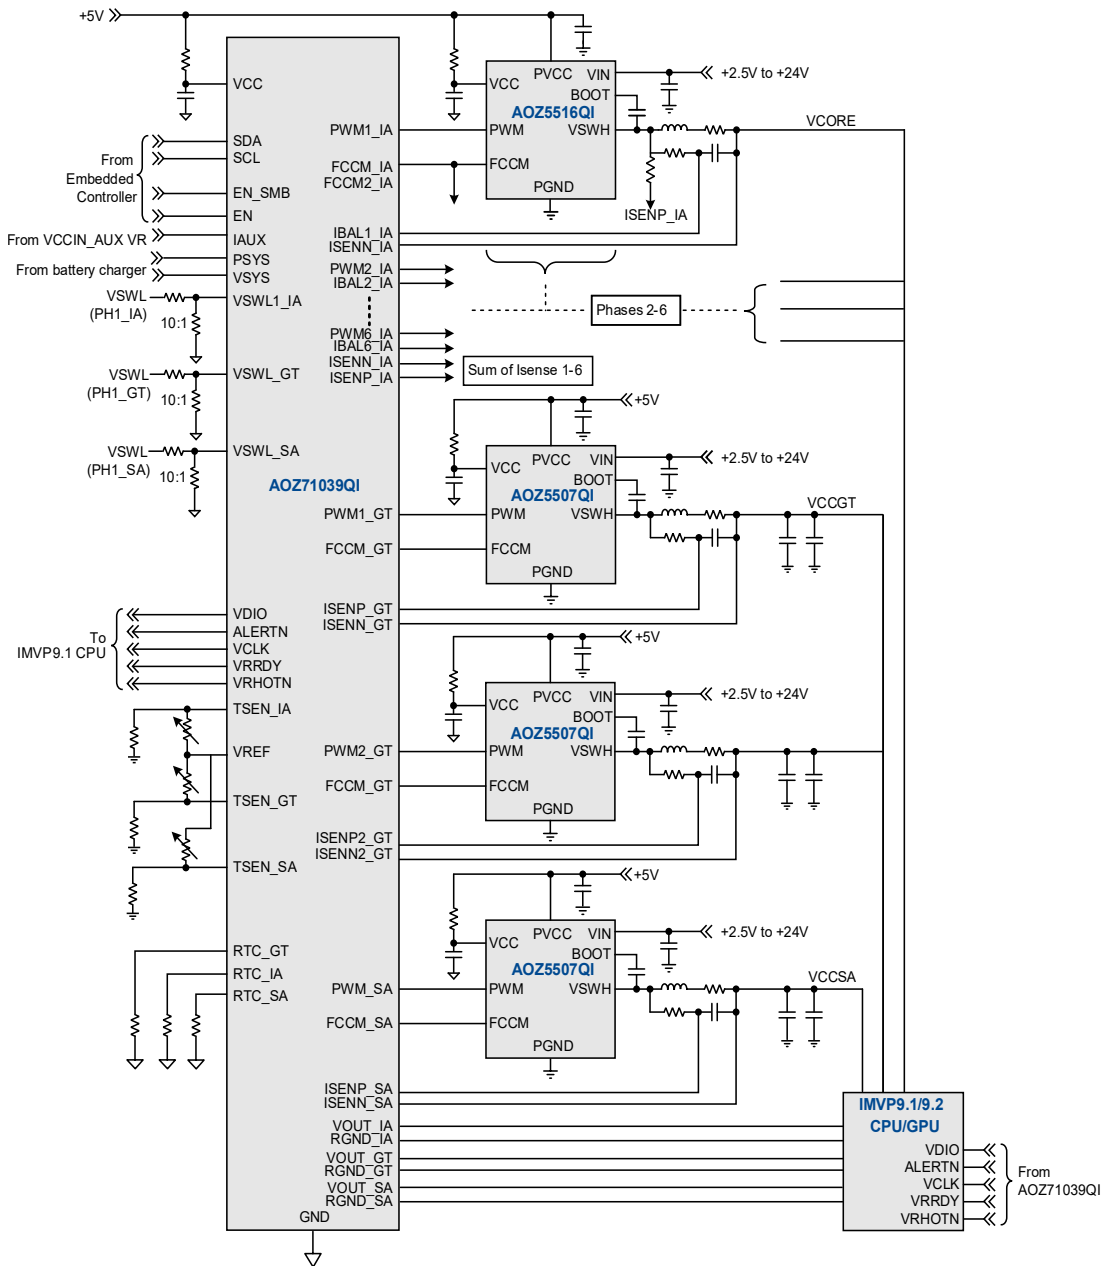 +5V
VCC
SDA
SCL
From
Embedded
Controller
EN_SMB
EN
From VCCIN_AUX VR
IAUX
PSYS
From battery charger
VSYS
VSWL
(PH1_IA)
10:1
VSWL1_IA
VSWL
(PH1_GT)
10:1
VSWL_GT
VSWL
(PH1_SA)
10:1
VSWL_SA
AOZ71039QI
To
IMVP9.1 CPU
VDIO
ALERTN
VCLK
VRRDY
VRHOTN
TSEN_IA
VREF
TSEN_GT
TSEN_SA
RTC_GT
RTC_IA
RTC_SA
GND
PWM1_IA
FCCM_IA
FCCM2_IA
IBAL1_IA
ISENN_IA
PWM2_IA
IBAL2_IA
PWM6_IA
IBAL6_IA
ISENN_IA
ISENP_IA
PWM1_GT
FCCM_GT
ISENP_GT
ISENN_GT
PWM2_GT
FCCM_GT
ISENP2_GT
ISENN2_GT
PWM_SA
FCCM_SA
ISENP_SA
ISENN_SA
VOUT_IA
RGND_IA
VOUT_GT
RGND_GT
VOUT_SA
RGND_SA
PVCC
VIN
VCC
BOOT
AOZ5516QI
PWM
VSWH
FCCM
PGND
+2.5V to +24V
VCORE
ISENP_IA
Phases 2-6
Sum of Isense 1-6
+5V
PVCC
VIN
VCC
BOOT
AOZ5507QI
PWM
VSWH
FCCM
PGND
+2.5V to +24V
VCCGT
+5V
PVCC
VIN
VCC
BOOT
AOZ5507QI
PWM
VSWH
FCCM
PGND
+2.5V to +24V
+5V
PVCC
VIN
VCC
BOOT
AOZ5507QI
PWM
VSWH
FCCM
PGND
+2.5V to +24V
VCCSA
IMVP9.1/9.2
CPU/GPU
VDIO
ALERTN
VCLK
VRRDY
VRHOTN
From
AOZ71039QI